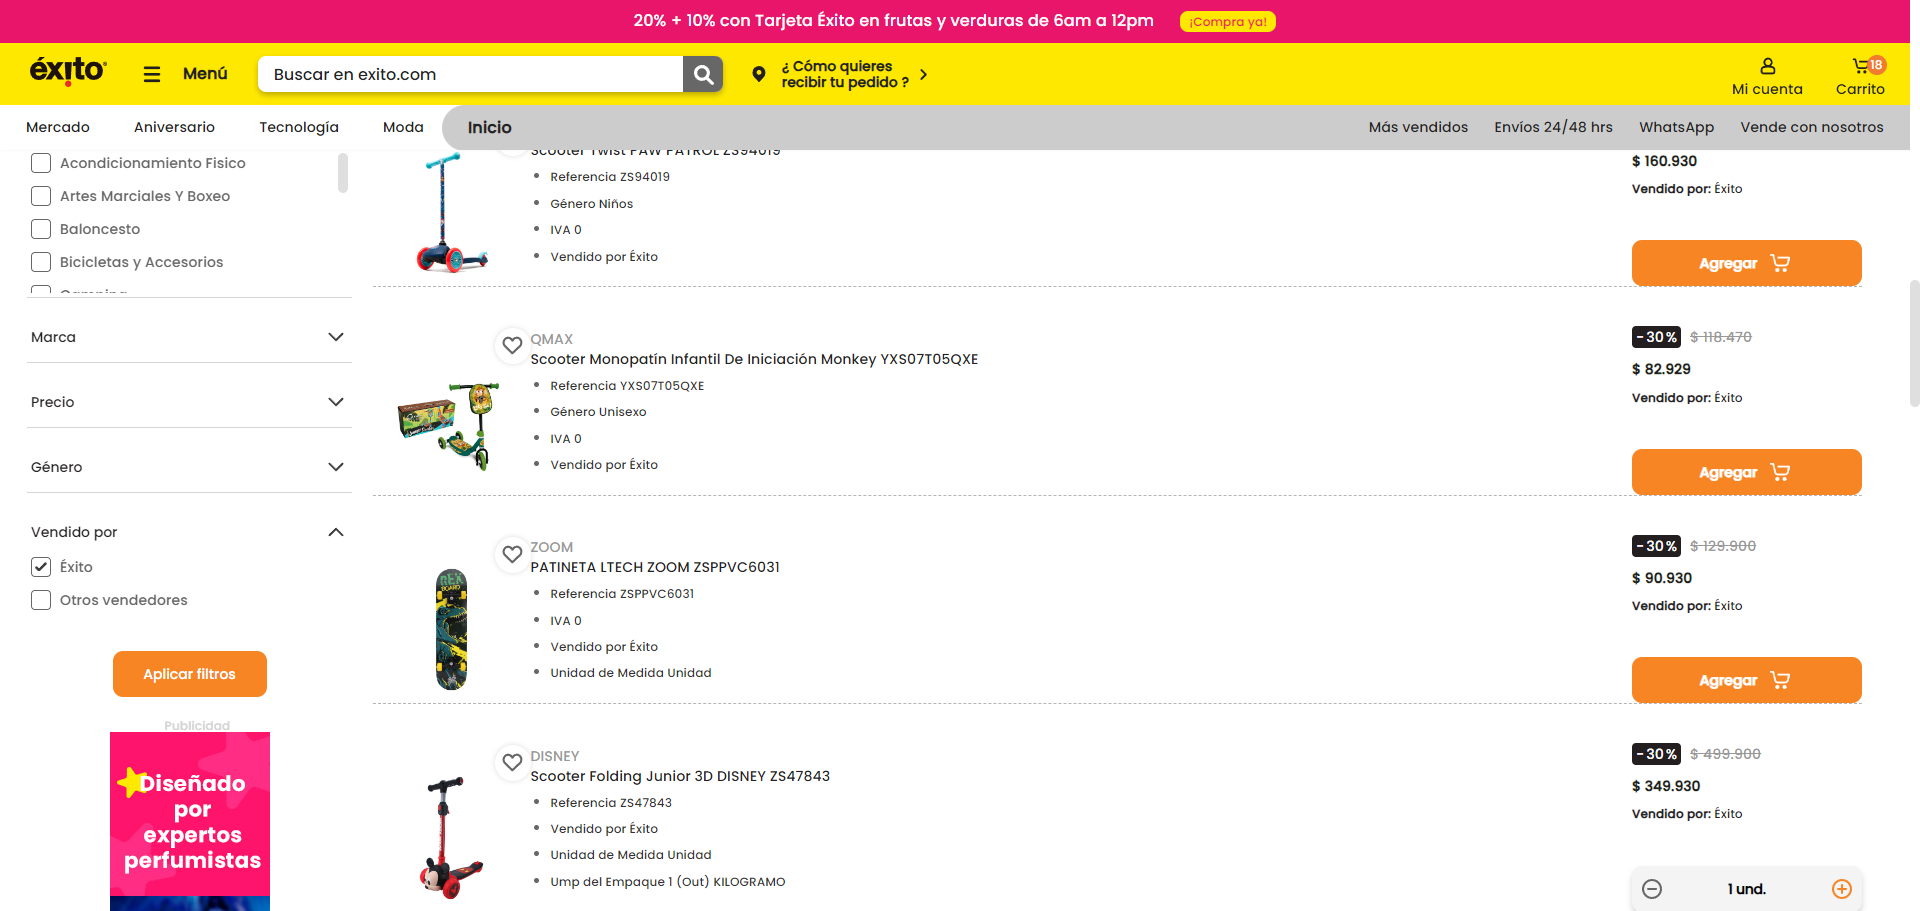 20% + 10% con Tarjeta Éxito en frutas y verduras de 6am a 12pm
¡Compra ya!
éxito
Menú
Buscar en exito.com
¿ Cómo quieres
recibir tu pedido ?
Mi cuenta
18
Carrito
Mercado
Aniversario
Tecnología
Moda
Inicio
Más vendidos
Envíos 24/48 hrs
WhatsApp
Vende con nosotros
Acondicionamiento Fisico
Artes Marciales Y Boxeo
Baloncesto
Bicicletas y Accesorios
Camping
Marca
Precio
Género
Vendido por
Éxito
Otros vendedores
Aplicar filtros
Publicidad
Diseñado
por
expertos
perfumistas
Scooter Twist PAW PATROL ZS94019
Referencia ZS94019
Género Niños
IVA 0
Vendido por Éxito
$ 160.930
Vendido por: Éxito
Agregar
QMAX
Scooter Monopatín Infantil De Iniciación Monkey YXS07T05QXE
Referencia YXS07T05QXE
Género Unisexo
IVA 0
Vendido por Éxito
-30% $ 118.470
$ 82.929
Vendido por: Éxito
Agregar
ZOOM
PATINETA LTECH ZOOM ZSPPVC6031
Referencia ZSPPVC6031
IVA 0
Vendido por Éxito
Unidad de Medida Unidad
REX
-30% $ 129.900
$ 90.930
Vendido por: Éxito
Agregar
DISNEY
Scooter Folding Junior 3D DISNEY ZS47843
Referencia ZS47843
Vendido por Éxito
Unidad de Medida Unidad
Ump del Empaque 1 (Out) KILOGRAMO
-30% $ 499.900
$ 349.930
Vendido por: Éxito
1 und.